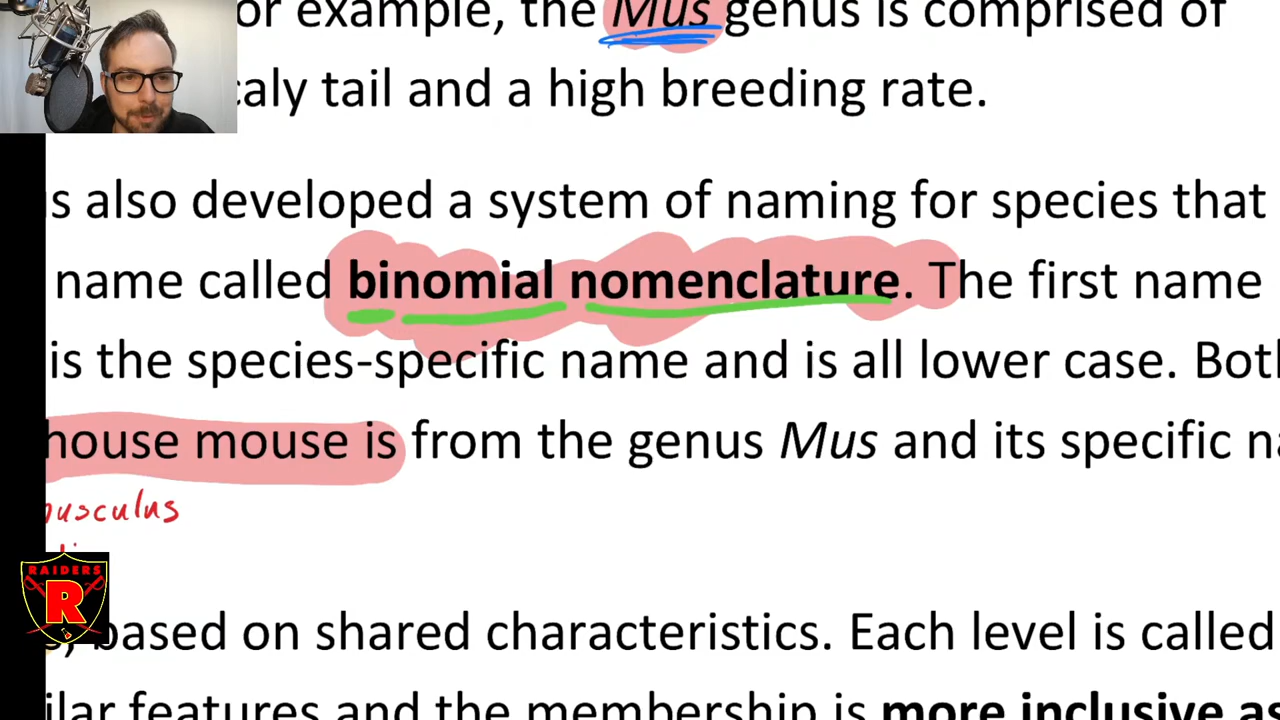 or example, the Mus genus is comprised of
caly tail and a high breeding rate.
s also developed a system of naming for species that
name called binomial nomenclature. The first name
is the species-specific name and is all lower case. Both
house mouse is from the genus Mus and its specific na
musculus
RAIDERS
R
based on shared characteristics. Each level is called
ilar features and the membership is more inclusive as